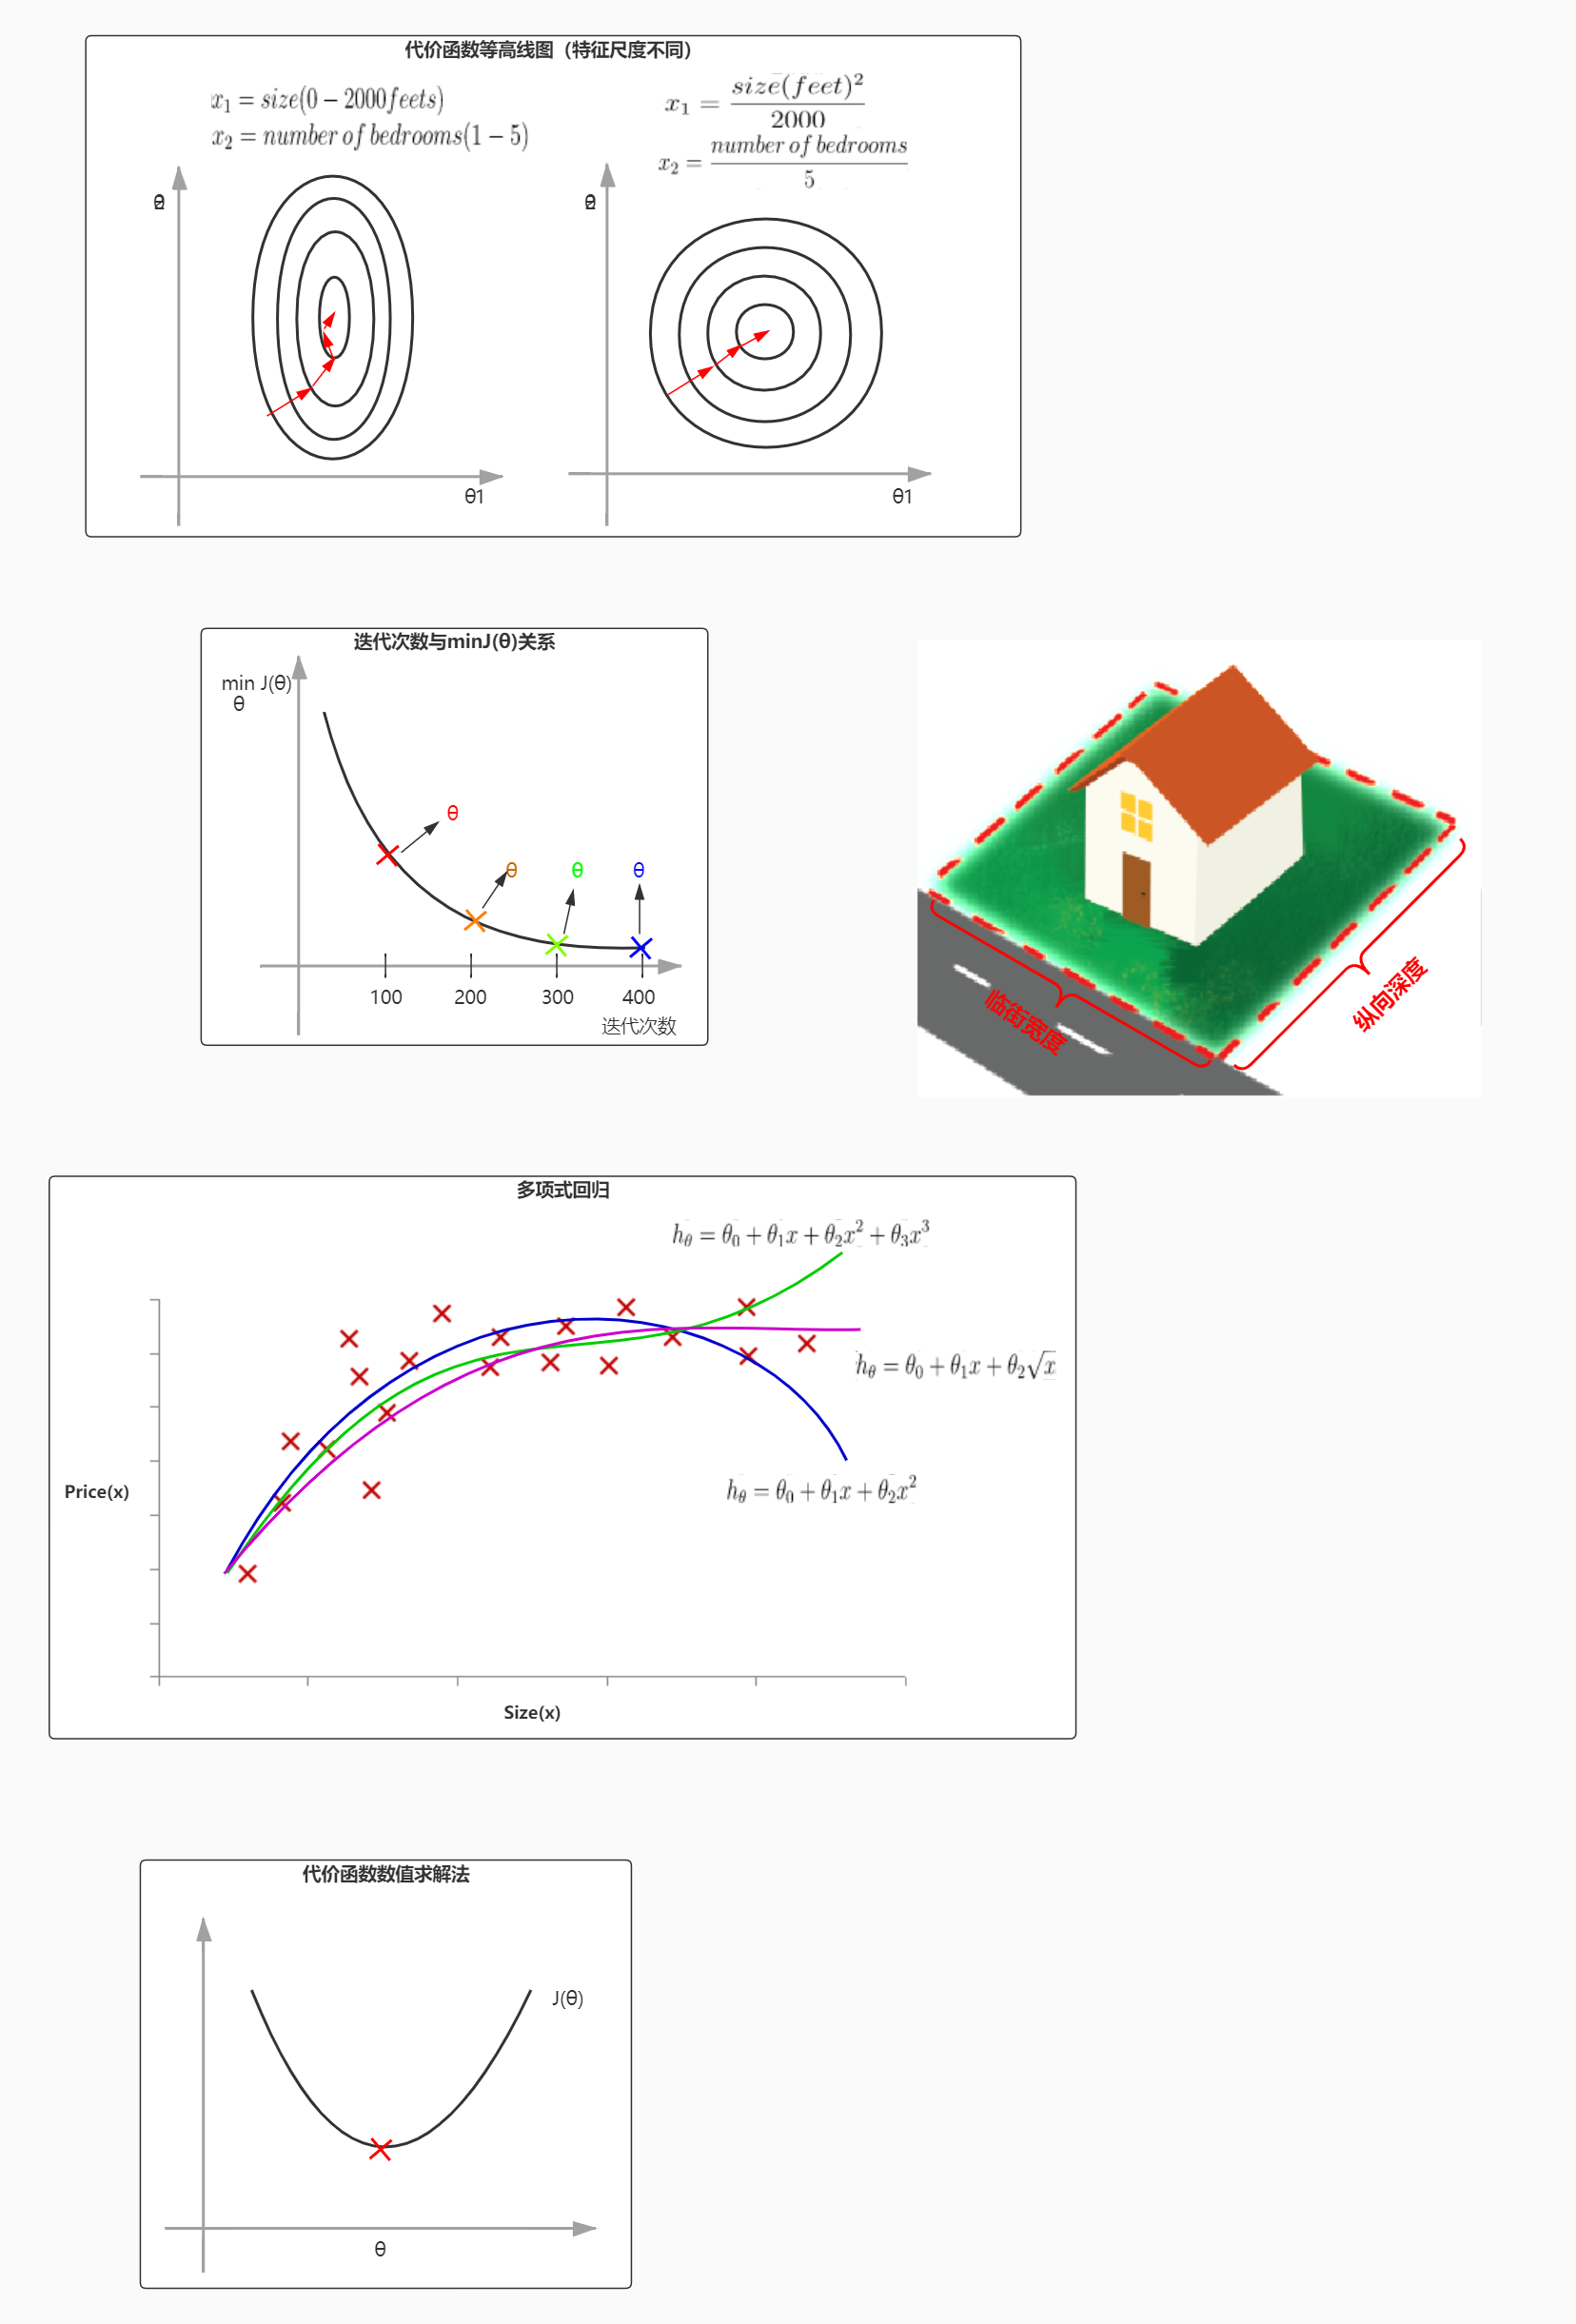 代价函数等高线图（特征尺度不同）
x₁ = size(0 − 2000feets)
x₂ = number of bedrooms(1 − 5)
x₁ = size(feet)² / 2000
x₂ = number of bedrooms / 5
θ1
θ1
迭代次数与minJ(θ)关系
min J(θ)
θ
θ
θ
θ
θ
100 200 300 400
迭代次数
临街宽度
纵向深度
多项式回归
h_θ = θ₀ + θ₁x + θ₂x² + θ₃x³
h_θ = θ₀ + θ₁x + θ₂√x
h_θ = θ₀ + θ₁x + θ₂x²
Price(x)
Size(x)
代价函数数值求解法
J(θ)
θ